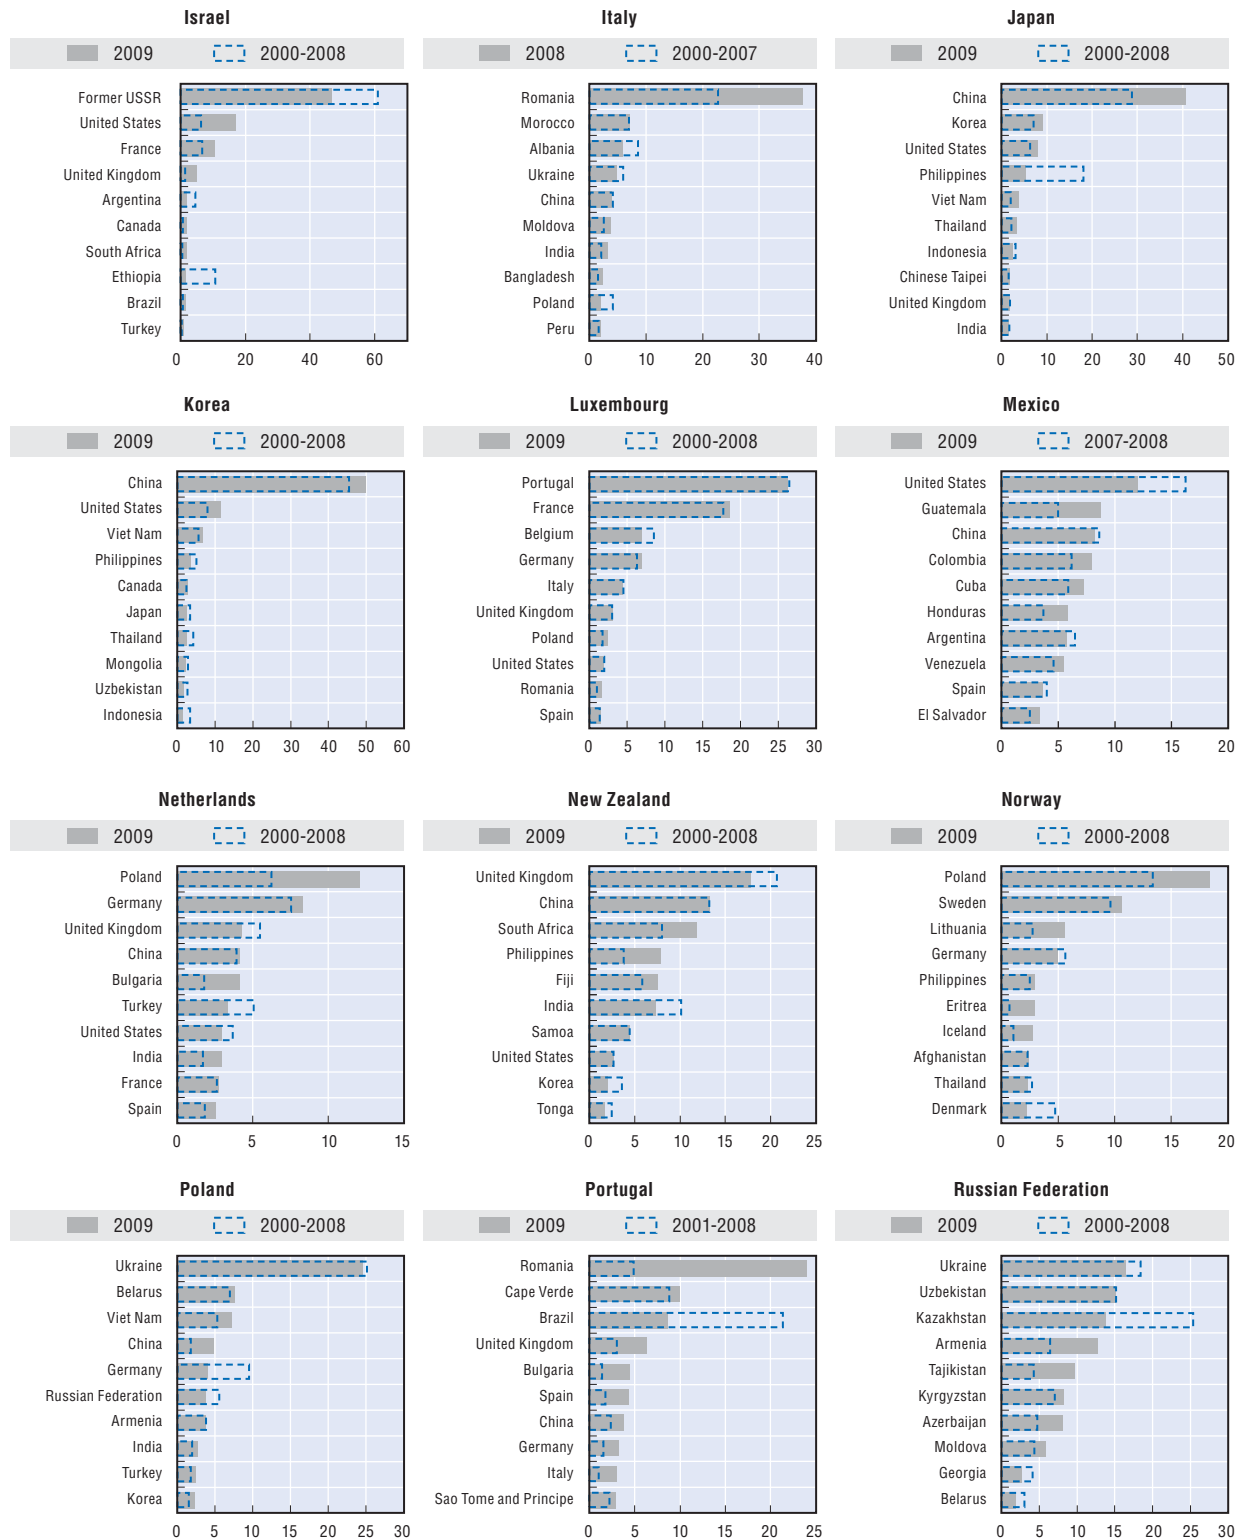 Israel
2009 2000-2008
Former USSR
United States
France
United Kingdom
Argentina
Canada
South Africa
Ethiopia
Brazil
Turkey
0 20 40 60
Italy
2008 2000-2007
Romania
Morocco
Albania
Ukraine
China
Moldova
India
Bangladesh
Poland
Peru
0 10 20 30 40
Japan
2009 2000-2008
China
Korea
United States
Philippines
Viet Nam
Thailand
Indonesia
Chinese Taipei
United Kingdom
India
0 10 20 30 40 50
Korea
2009 2000-2008
China
United States
Viet Nam
Philippines
Canada
Japan
Thailand
Mongolia
Uzbekistan
Indonesia
0 10 20 30 40 50 60
Luxembourg
2009 2000-2008
Portugal
France
Belgium
Germany
Italy
United Kingdom
Poland
United States
Romania
Spain
0 5 10 15 20 25 30
Mexico
2009 2007-2008
United States
Guatemala
China
Colombia
Cuba
Honduras
Argentina
Venezuela
Spain
El Salvador
0 5 10 15 20
Netherlands
2009 2000-2008
Poland
Germany
United Kingdom
China
Bulgaria
Turkey
United States
India
France
Spain
0 5 10 15
New Zealand
2009 2000-2008
United Kingdom
China
South Africa
Philippines
Fiji
India
Samoa
United States
Korea
Tonga
0 5 10 15 20 25
Norway
2009 2000-2008
Poland
Sweden
Lithuania
Germany
Philippines
Eritrea
Iceland
Afghanistan
Thailand
Denmark
0 5 10 15 20
Poland
2009 2000-2008
Ukraine
Belarus
Viet Nam
China
Germany
Russian Federation
Armenia
India
Turkey
Korea
0 5 10 15 20 25 30
Portugal
2009 2001-2008
Romania
Cape Verde
Brazil
United Kingdom
Bulgaria
Spain
China
Germany
Italy
Sao Tome and Principe
0 5 10 15 20 25
Russian Federation
2009 2000-2008
Ukraine
Uzbekistan
Kazakhstan
Armenia
Tajikistan
Kyrgyzstan
Azerbaijan
Moldova
Georgia
Belarus
0 5 10 15 20 25 30